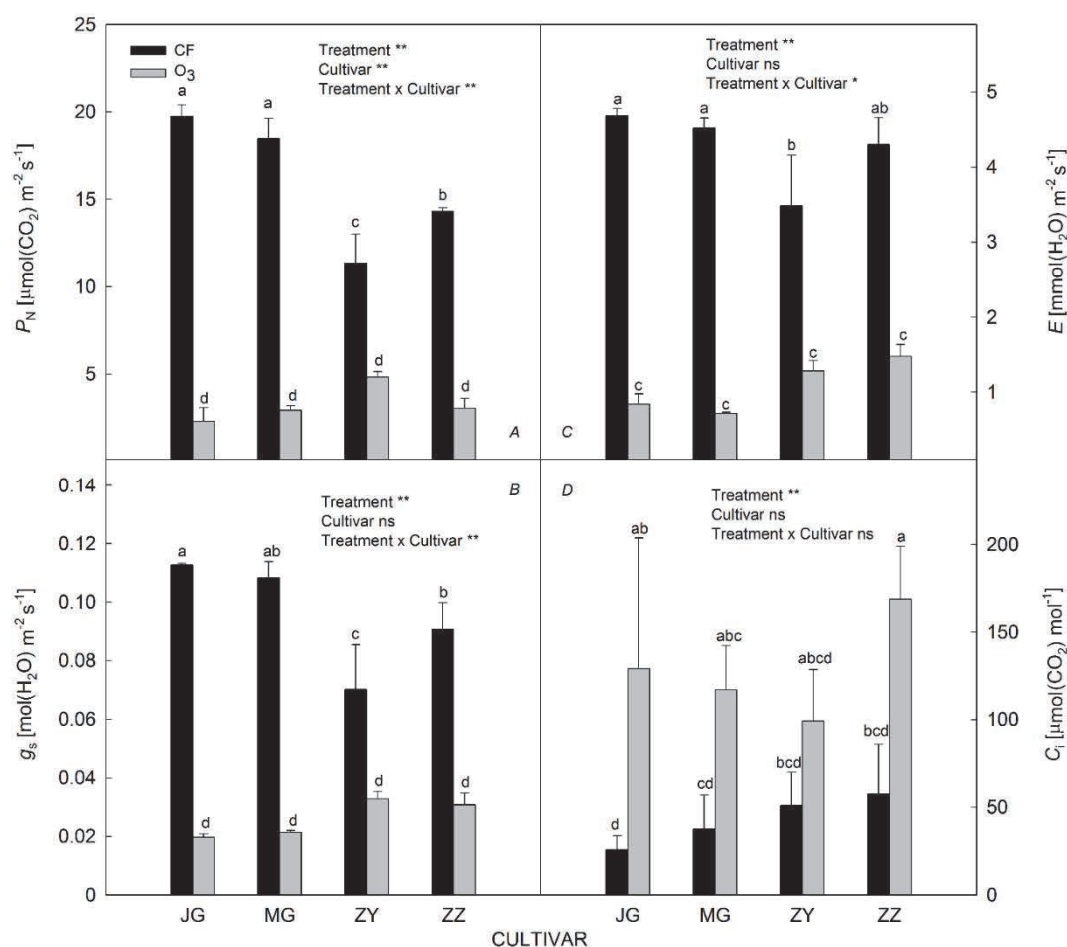 25
20
15
10
5
P_N [μmol(CO₂) m⁻² s⁻¹]
CF
O₃
Treatment **
Cultivar **
Treatment x Cultivar **
a
a
c
b
d
d
d
d
A
Treatment **
Cultivar ns
Treatment x Cultivar *
a
a
b
ab
c
c
c
c
C
5
4
3
2
1
E [mmol(H₂O) m⁻² s⁻¹]
0.14
0.12
0.10
0.08
0.06
0.04
0.02
0
g_s [mol(H₂O) m⁻² s⁻¹]
Treatment **
Cultivar ns
Treatment x Cultivar **
B
a
ab
c
b
d
d
d
d
JG MG ZY ZZ
D
Treatment **
Cultivar ns
Treatment x Cultivar ns
ab
abc
abcd
a
d
cd
bcd
bcd
200
150
100
50
0
C_i [μmol(CO₂) mol⁻¹]
JG MG ZY ZZ
CULTIVAR